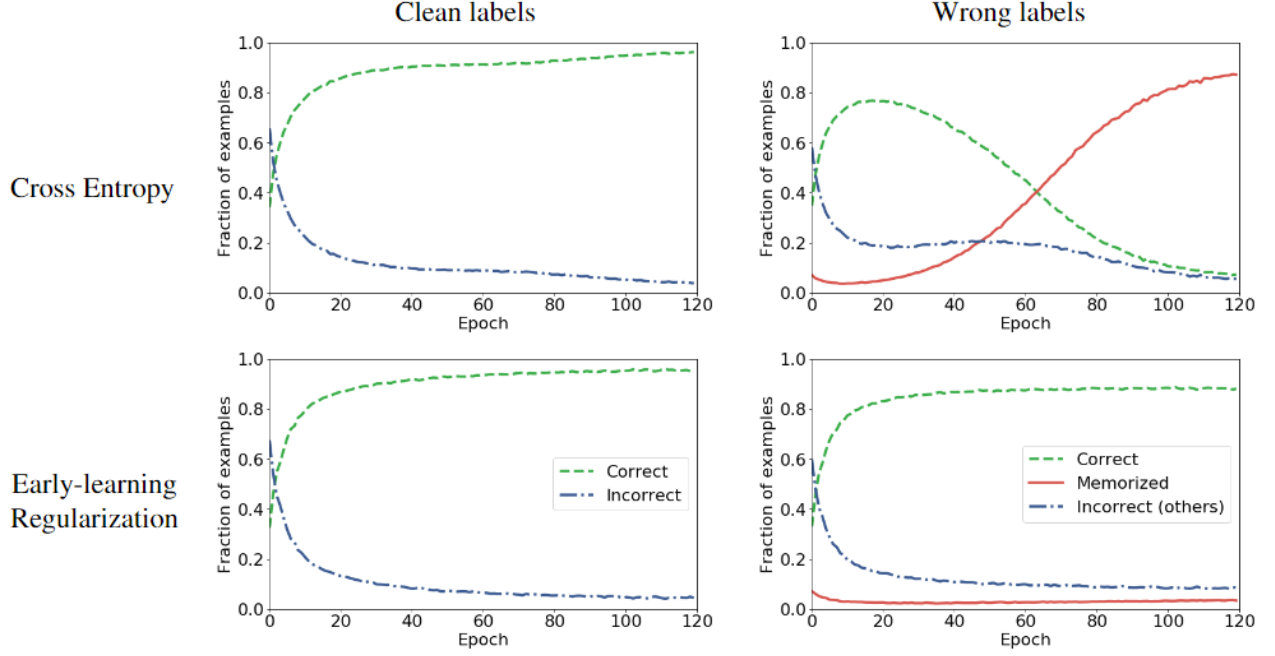 Clean labels
Wrong labels
Cross Entropy
Fraction of examples
1.0
0.8
0.6
0.4
0.2
0.0
0 20 40 60 80 100 120
Epoch
Fraction of examples
1.0
0.8
0.6
0.4
0.2
0.0
0 20 40 60 80 100 120
Epoch
Early-learning
Regularization
Fraction of examples
1.0
0.8
0.6
0.4
0.2
0.0
Correct
Incorrect
0 20 40 60 80 100 120
Epoch
Fraction of examples
1.0
0.8
0.6
0.4
0.2
0.0
Correct
Memorized
Incorrect (others)
0 20 40 60 80 100 120
Epoch